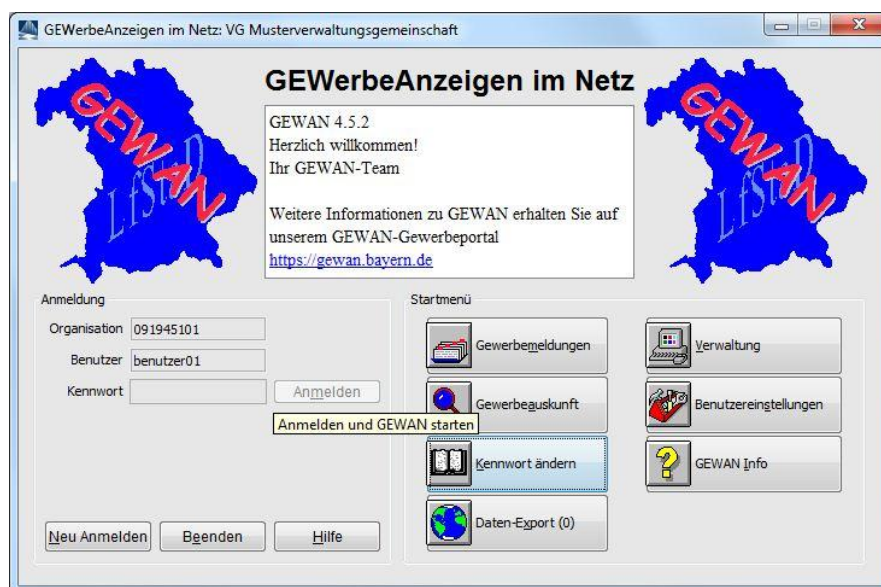 GEWerbeAnzeigen im Netz: VG Musterverwaltungsgemeinschaft
GEWAN
LfStaD
GEWerbeAnzeigen im Netz
GEWAN 4.5.2
Herzlich willkommen!
Ihr GEWAN-Team
Weitere Informationen zu GEWAN erhalten Sie auf
unserem GEWAN-Gewerbeportal
https://gewan.bayern.de
GEWAN
LfStaD
Anmeldung
Organisation 091945101
Benutzer benutzer01
Kennwort Anmelden
Anmelden und GEWAN starten
Neu Anmelden Beenden Hilfe
Startmenü
Gewerbemeldungen Verwaltung
Gewerbeauskunft Benutzereinstellungen
Kennwort ändern GEWAN Info
Daten-Export (0)